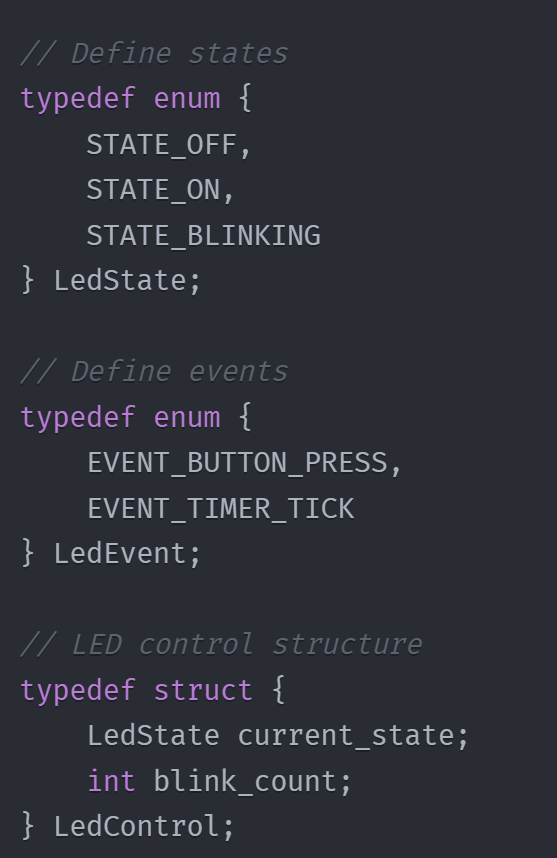 // Define states
typedef enum {
    STATE_OFF,
    STATE_ON,
    STATE_BLINKING
} LedState;

// Define events
typedef enum {
    EVENT_BUTTON_PRESS,
    EVENT_TIMER_TICK
} LedEvent;

// LED control structure
typedef struct {
    LedState current_state;
    int blink_count;
} LedControl;